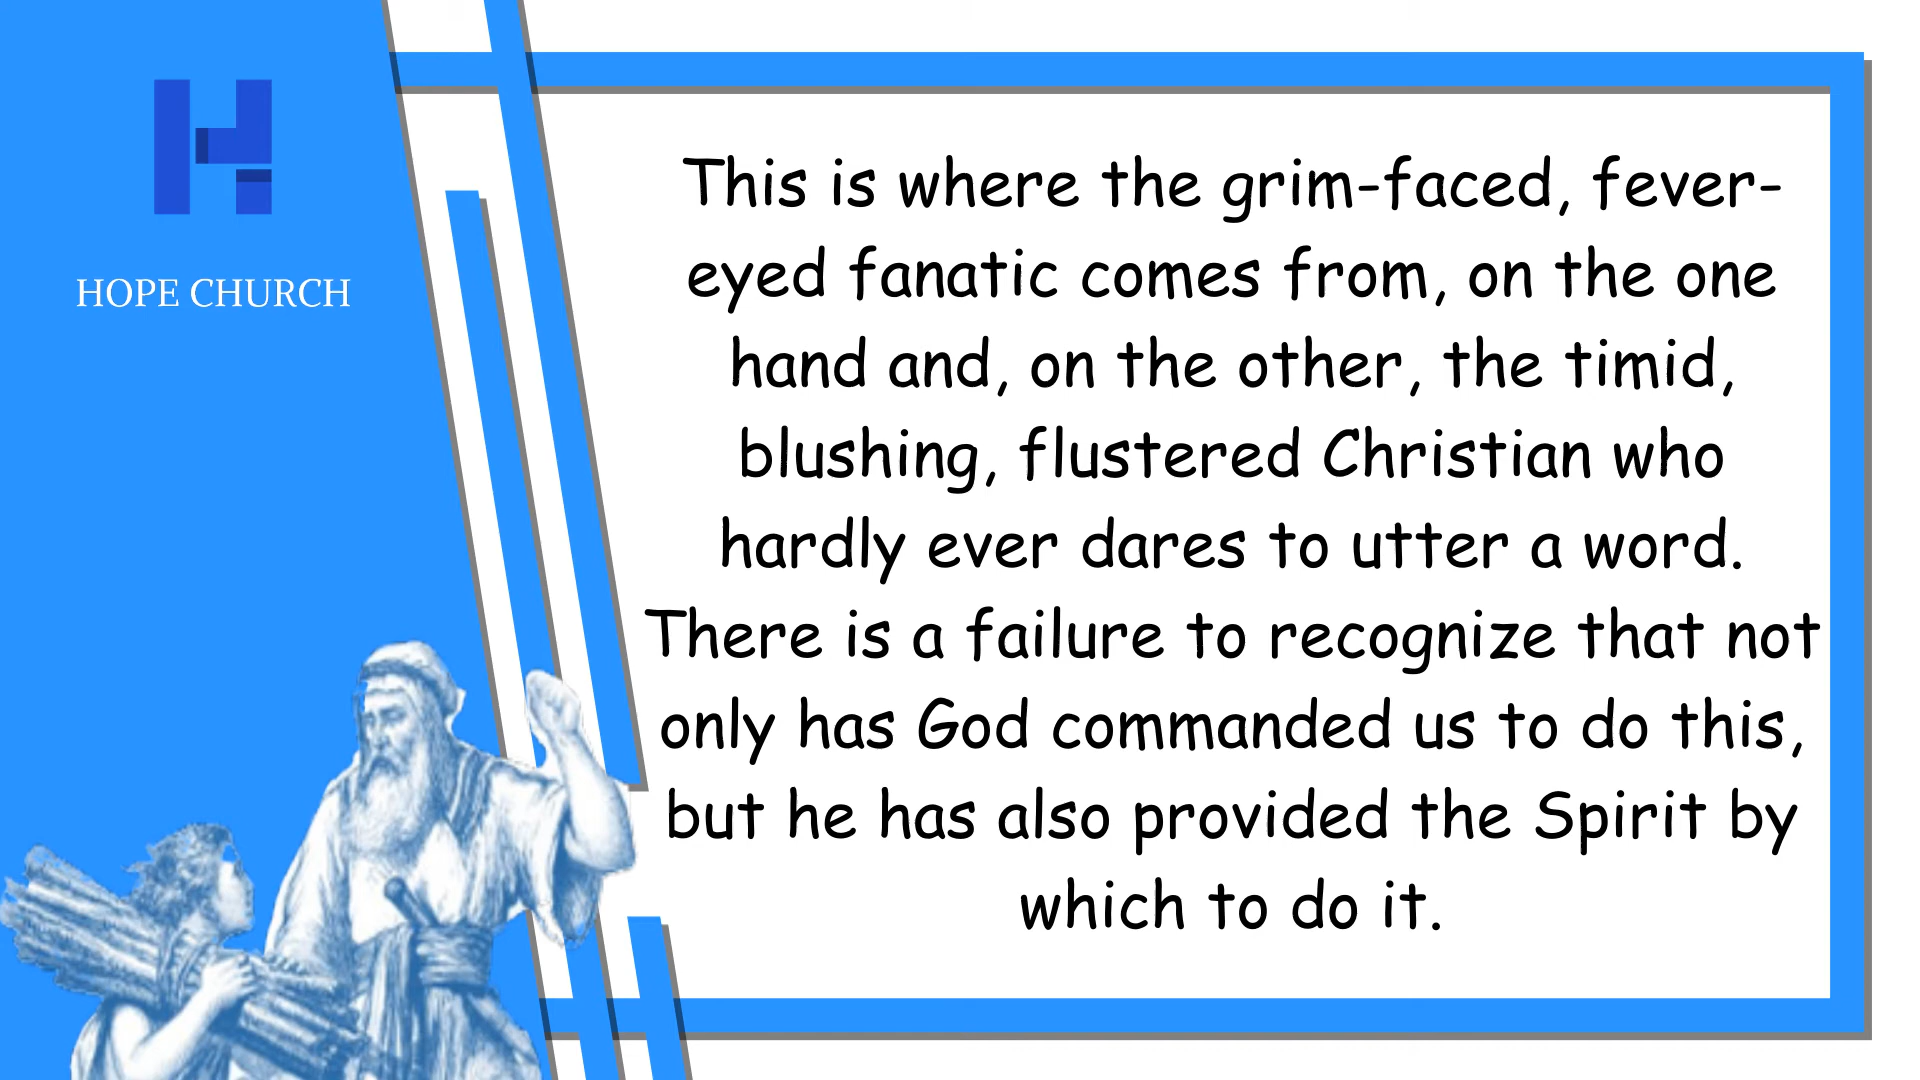 HOPE CHURCH
This is where the grim-faced, fever-
eyed fanatic comes from, on the one
hand and, on the other, the timid,
blushing, flustered Christian who
hardly ever dares to utter a word.
There is a failure to recognize that not
only has God commanded us to do this,
but he has also provided the Spirit by
which to do it.